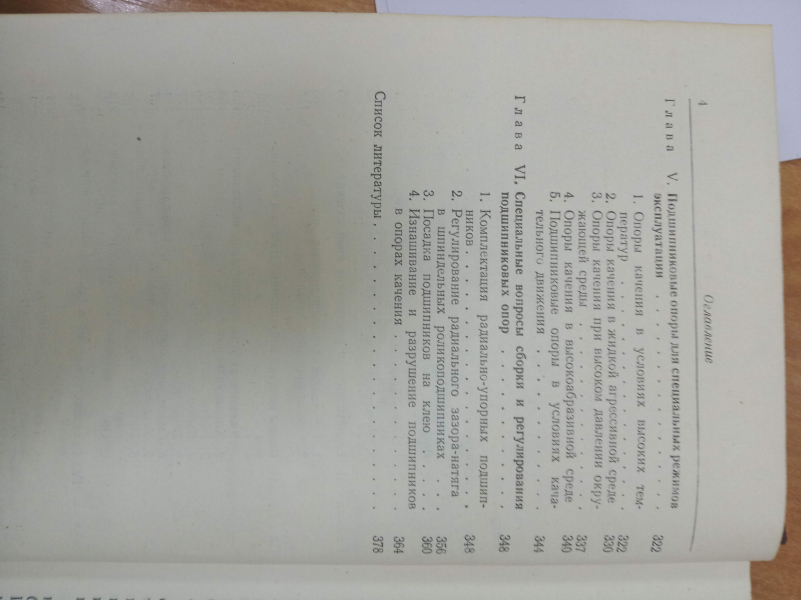 4
Оглавление
Глава V. Подшипниковые опоры для специальных режимов
эксплуатации . . . . . . . . . . . . . . . 322
1. Опоры качения в условиях высоких тем-
ператур . . . . . . . . . . . . . . . 322
2. Опоры качения в жидкой агрессивной среде 330
3. Опоры качения при высоком давлении окру-
жающей среды . . . . . . . . . . . . 337
4. Опоры качения в высокоабразивной среде 340
5. Подшипниковые опоры в условиях кача-
тельного движения . . . . . . . . . . 344
Глава VI. Специальные вопросы сборки и регулирования
подшипниковых опор . . . . . . . . . . . 348
1. Комплектация радиально-упорных подшип-
ников . . . . . . . . . . . . . . . . 348
2. Регулирование радиального зазора-натяга
в шпиндельных роликоподшипниках . . . 356
3. Посадка подшипников на клею . . . . . 360
4. Изнашивание и разрушение подшипников
в опорах качения . . . . . . . . . . . 364
Список литературы . . . . . . . . . . . . . . . . . 378